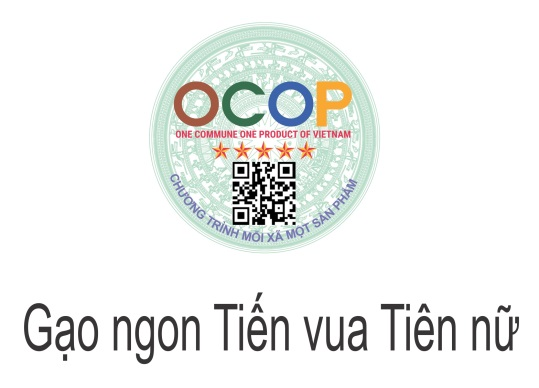 OCOP
ONE COMMUNE ONE PRODUCT OF VIETNAM
CHƯƠNG TRÌNH MỖI XÃ MỘT SẢN PHẨM
Gạo ngon Tiến vua Tiên nữ